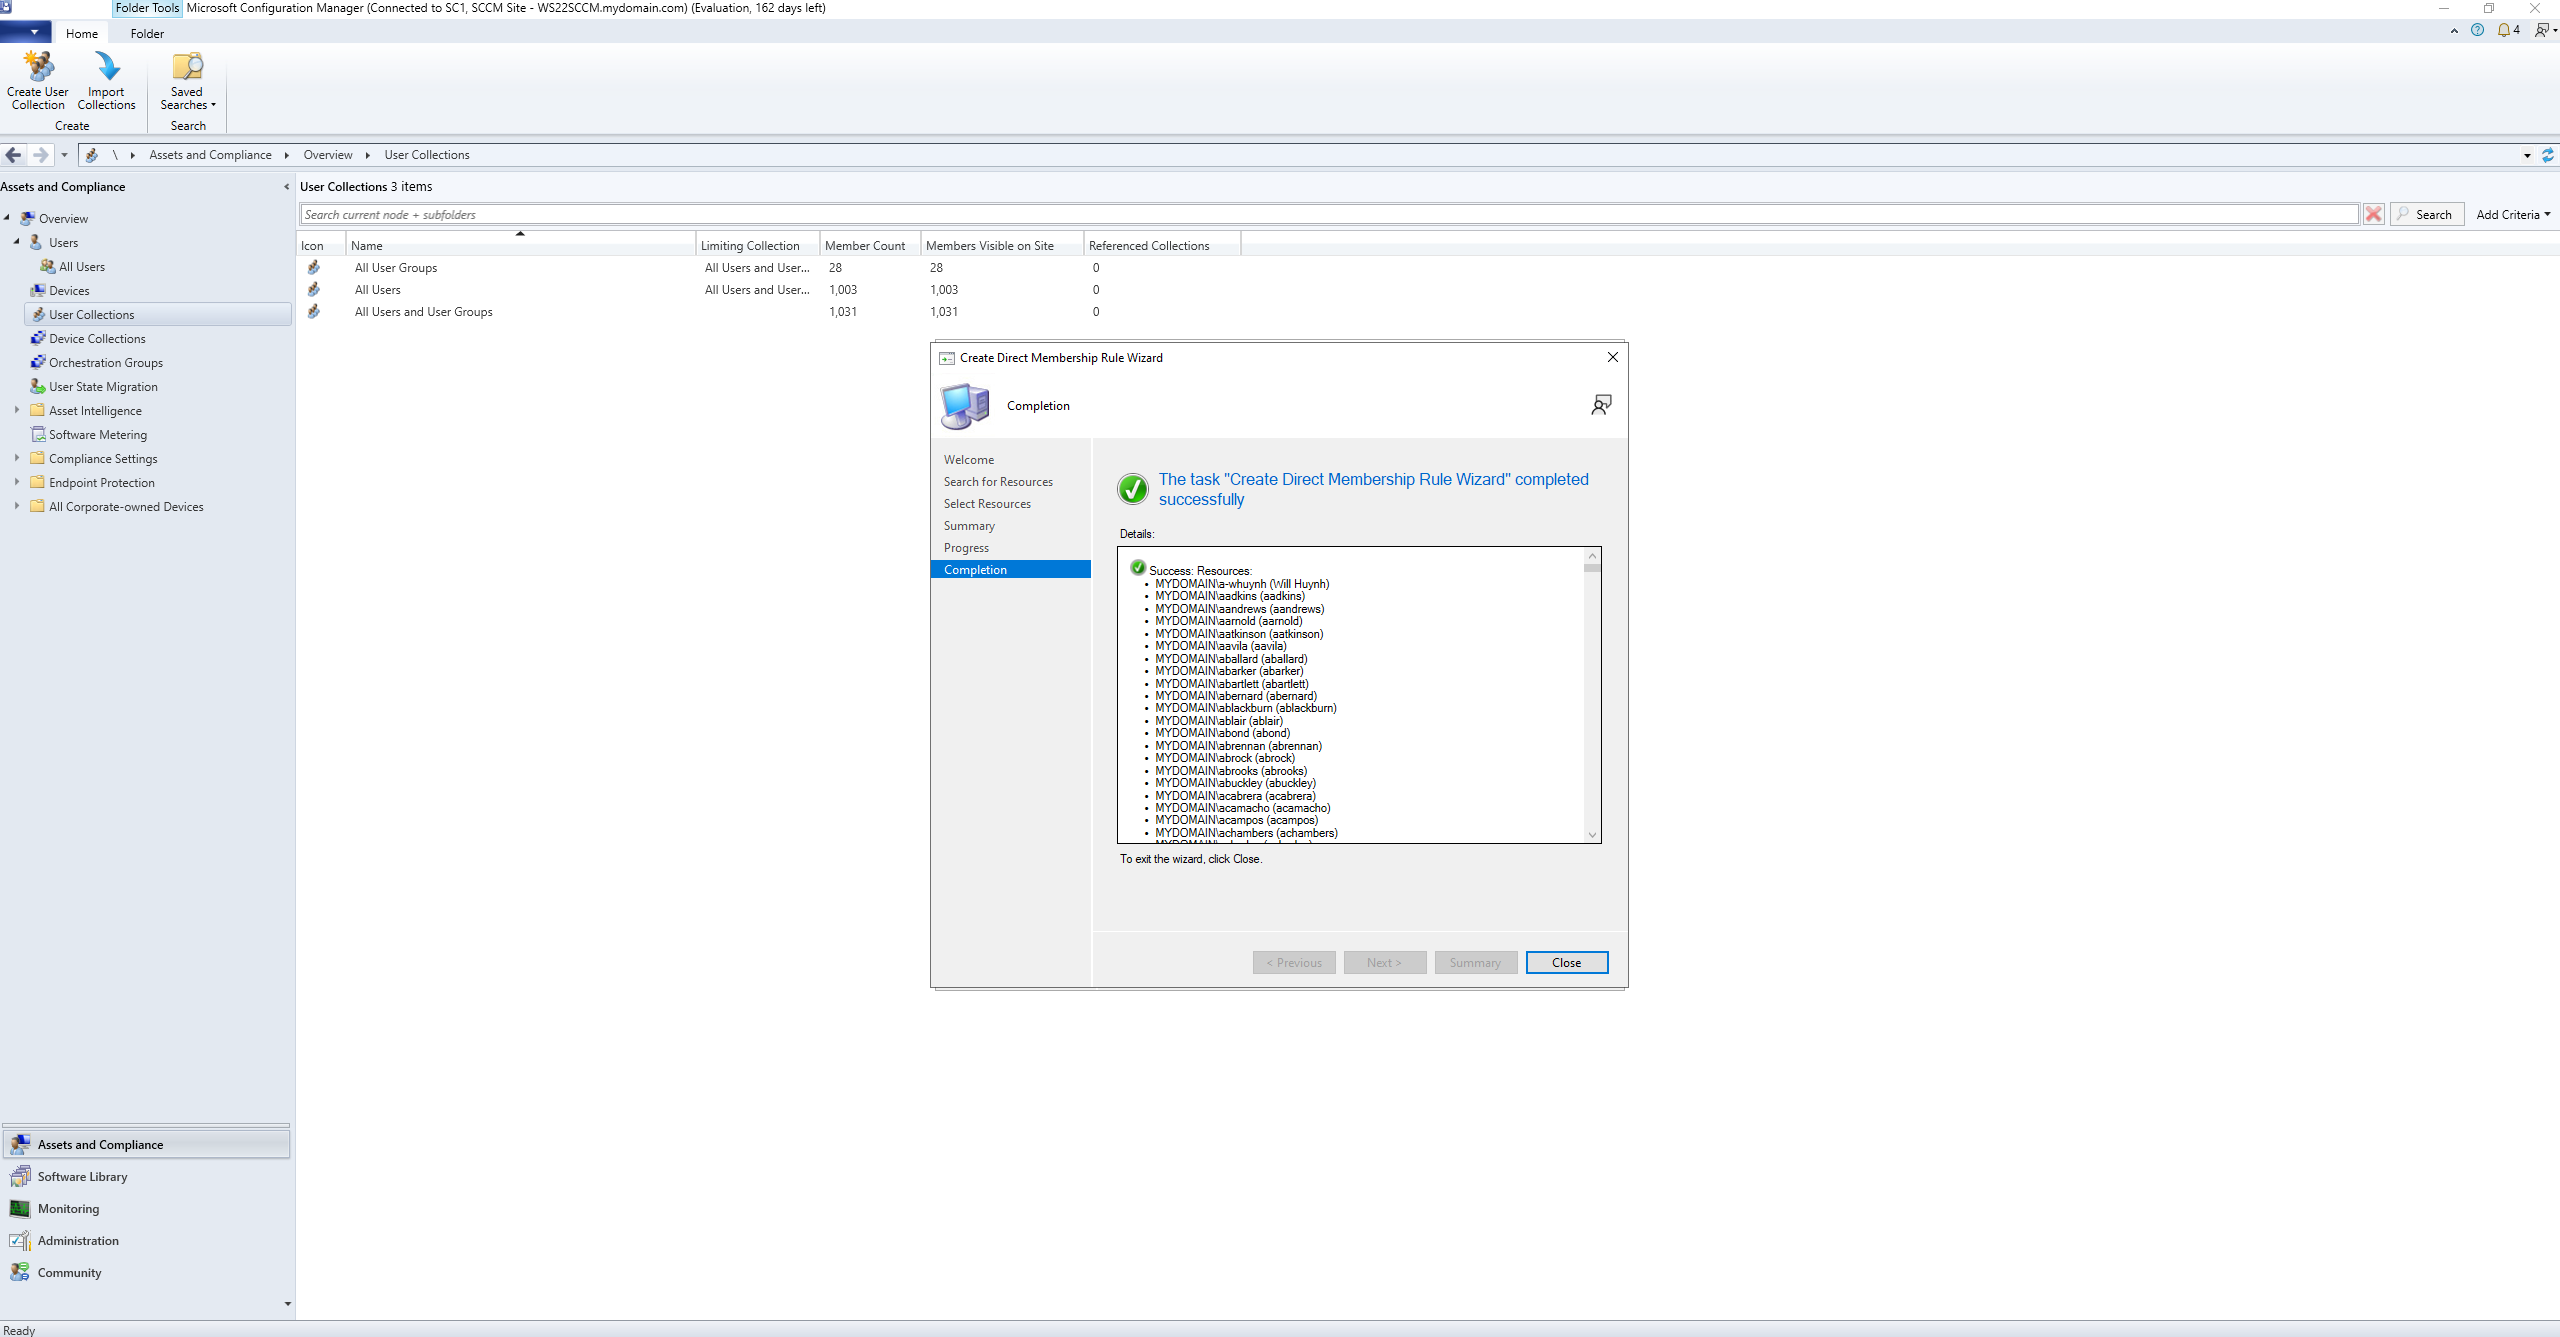 Folder Tools Microsoft Configuration Manager (Connected to SC1, SCCM Site - WS22SCCM.mydomain.com) (Evaluation, 162 days left)
Home Folder
4
Create User Collection
Import Collections
Saved Searches
Create Search
\ Assets and Compliance Overview User Collections
Assets and Compliance
Overview
Users
All Users
Devices
User Collections
Device Collections
Orchestration Groups
User State Migration
Asset Intelligence
Software Metering
Compliance Settings
Endpoint Protection
All Corporate-owned Devices
User Collections 3 items
Search current node + subfolders
Search Add Criteria
Icon Name Limiting Collection Member Count Members Visible on Site Referenced Collections
All User Groups All Users and User... 28 28 0
All Users All Users and User... 1,003 1,003 0
All Users and User Groups 1,031 1,031 0
Create Direct Membership Rule Wizard
Completion
Welcome
Search for Resources
Select Resources
Summary
Progress
Completion
The task "Create Direct Membership Rule Wizard" completed
successfully
Details:
Success: Resources:
• MYDOMAIN\a-whuynh (Will Huynh)
• MYDOMAIN\aadkins (aadkins)
• MYDOMAIN\aandrews (aandrews)
• MYDOMAIN\aarnold (aarnold)
• MYDOMAIN\aatkinson (aatkinson)
• MYDOMAIN\aavila (aavila)
• MYDOMAIN\aballard (aballard)
• MYDOMAIN\abarker (abarker)
• MYDOMAIN\abartlett (abartlett)
• MYDOMAIN\abernard (abernard)
• MYDOMAIN\ablackburn (ablackburn)
• MYDOMAIN\ablair (ablair)
• MYDOMAIN\abond (abond)
• MYDOMAIN\abrennan (abrennan)
• MYDOMAIN\abrock (abrock)
• MYDOMAIN\abrooks (abrooks)
• MYDOMAIN\abuckley (abuckley)
• MYDOMAIN\acabrera (acabrera)
• MYDOMAIN\acamacho (acamacho)
• MYDOMAIN\acampos (acampos)
• MYDOMAIN\achambers (achambers)
To exit the wizard, click Close.
< Previous Next > Summary Close
Assets and Compliance
Software Library
Monitoring
Administration
Community
Ready